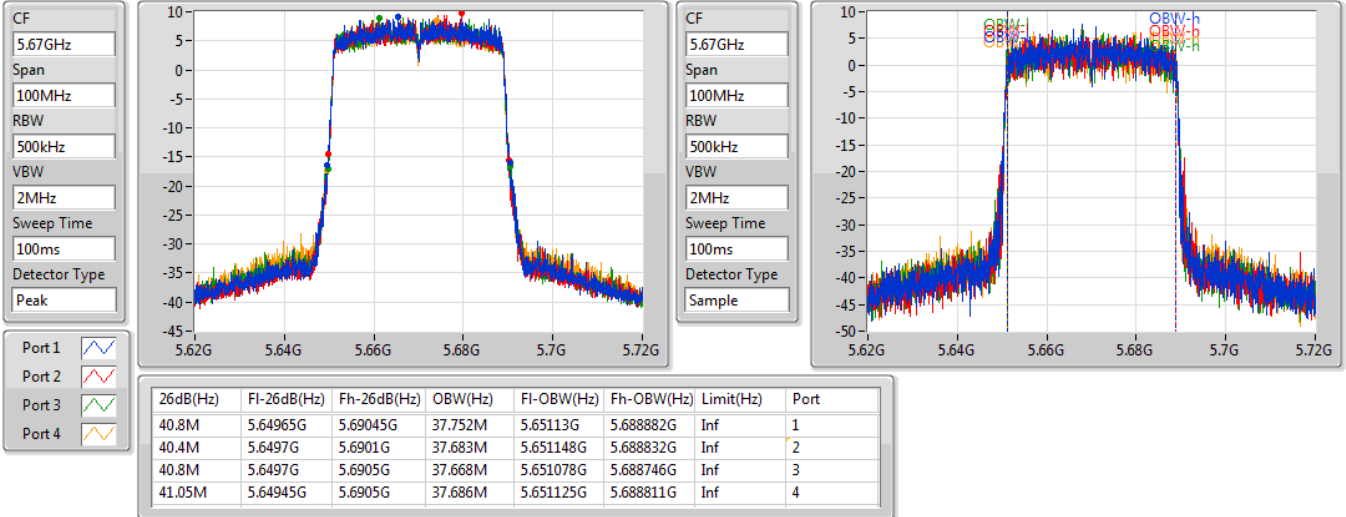 CF
5.67GHz
Span
100MHz
RBW
500kHz
VBW
2MHz
Sweep Time
100ms
Detector Type
Peak
10
5
0
-5
-10
-15
-20
-25
-30
-35
-40
-45
5.62G 5.64G 5.66G 5.68G 5.7G 5.72G
CF
5.67GHz
Span
100MHz
RBW
500kHz
VBW
2MHz
Sweep Time
100ms
Detector Type
Sample
10
5
0
-5
-10
-15
-20
-25
-30
-35
-40
-45
-50
OBW-l OBW-h
OBW-h
OBW-h
5.62G 5.64G 5.66G 5.68G 5.7G 5.72G
Port 1
Port 2
Port 3
Port 4
26dB(Hz) Fl-26dB(Hz) Fh-26dB(Hz) OBW(Hz) Fl-OBW(Hz) Fh-OBW(Hz) Limit(Hz) Port
40.8M 5.64965G 5.69045G 37.752M 5.65113G 5.688882G Inf 1
40.4M 5.6497G 5.6901G 37.683M 5.651148G 5.688832G Inf 2
40.8M 5.6497G 5.6905G 37.668M 5.651078G 5.688746G Inf 3
41.05M 5.64945G 5.6905G 37.686M 5.651125G 5.688811G Inf 4